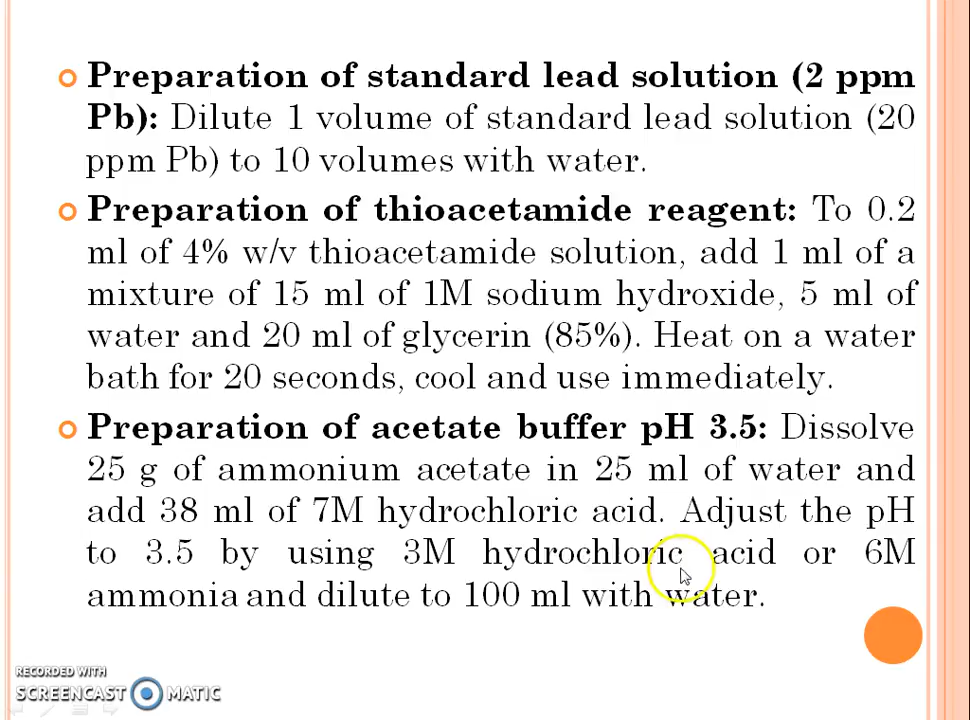 Preparation of standard lead solution (2 ppm
Pb): Dilute 1 volume of standard lead solution (20
ppm Pb) to 10 volumes with water.
Preparation of thioacetamide reagent: To 0.2
ml of 4% w/v thioacetamide solution, add 1 ml of a
mixture of 15 ml of 1M sodium hydroxide, 5 ml of
water and 20 ml of glycerin (85%). Heat on a water
bath for 20 seconds, cool and use immediately.
Preparation of acetate buffer pH 3.5: Dissolve
25 g of ammonium acetate in 25 ml of water and
add 38 ml of 7M hydrochloric acid. Adjust the pH
to 3.5 by using 3M hydrochloric acid or 6M
ammonia and dilute to 100 ml with water.
RECORDED WITH
SCREENCAST MATIC